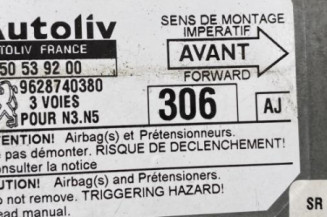 Autoliv
SENS DE MONTAGE
IMPERATIF
TOLIV FRANCE
AVANT
50 53 92 00
FORWARD
9628740380
3 VOIES
POUR N3.N5
306
AJ
TENTION! Airbag(s) et Prétensionneurs.
e pas démonter. RISQUE DE DECLENCHEMENT!
onsulter la notice
UTION! Airbag(s) and Pretensioners.
o not remove. TRIGGERING HAZARD!
ead manual.
SR